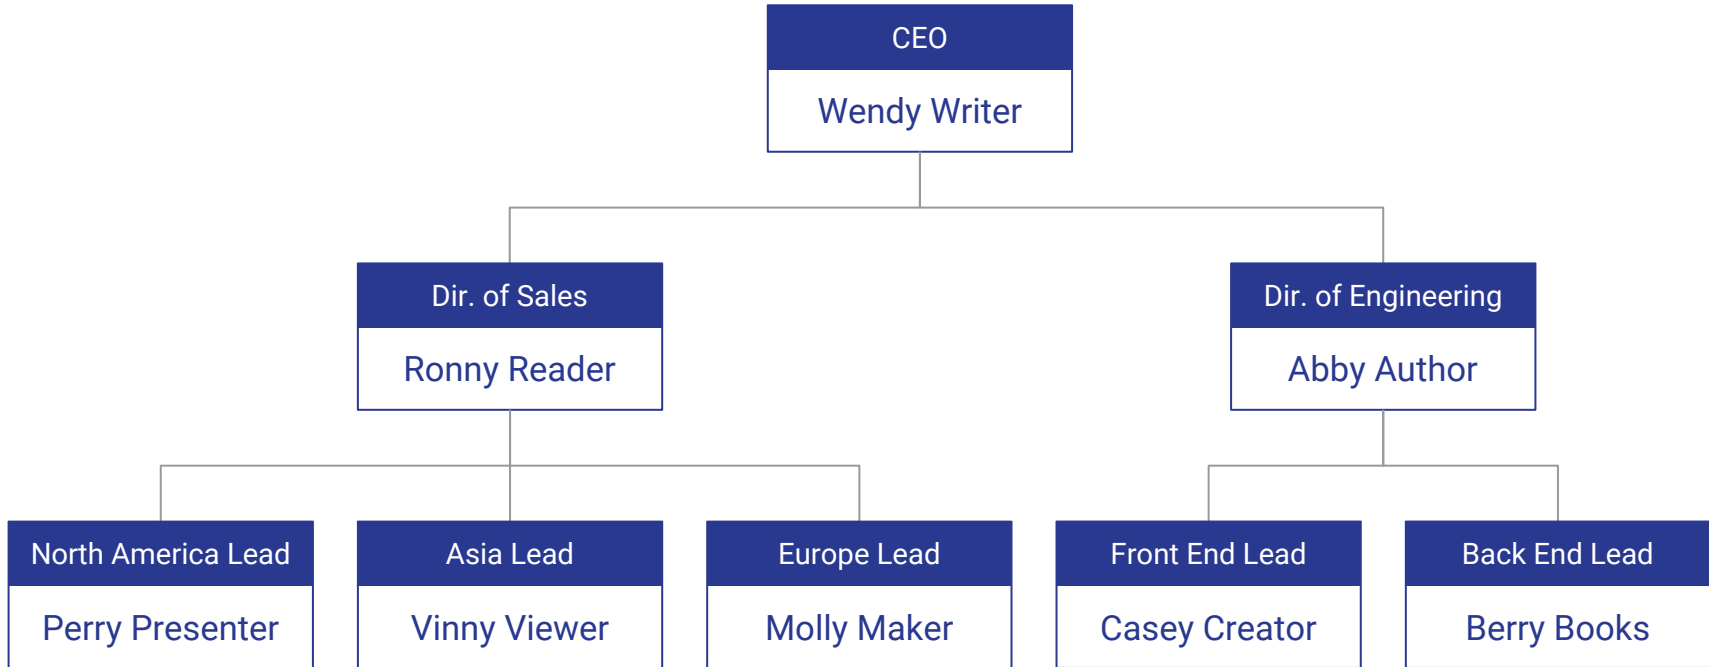 CEO
Wendy Writer
Dir. of Sales
Ronny Reader
Dir. of Engineering
Abby Author
North America Lead
Perry Presenter
Asia Lead
Vinny Viewer
Europe Lead
Molly Maker
Front End Lead
Casey Creator
Back End Lead
Berry Books